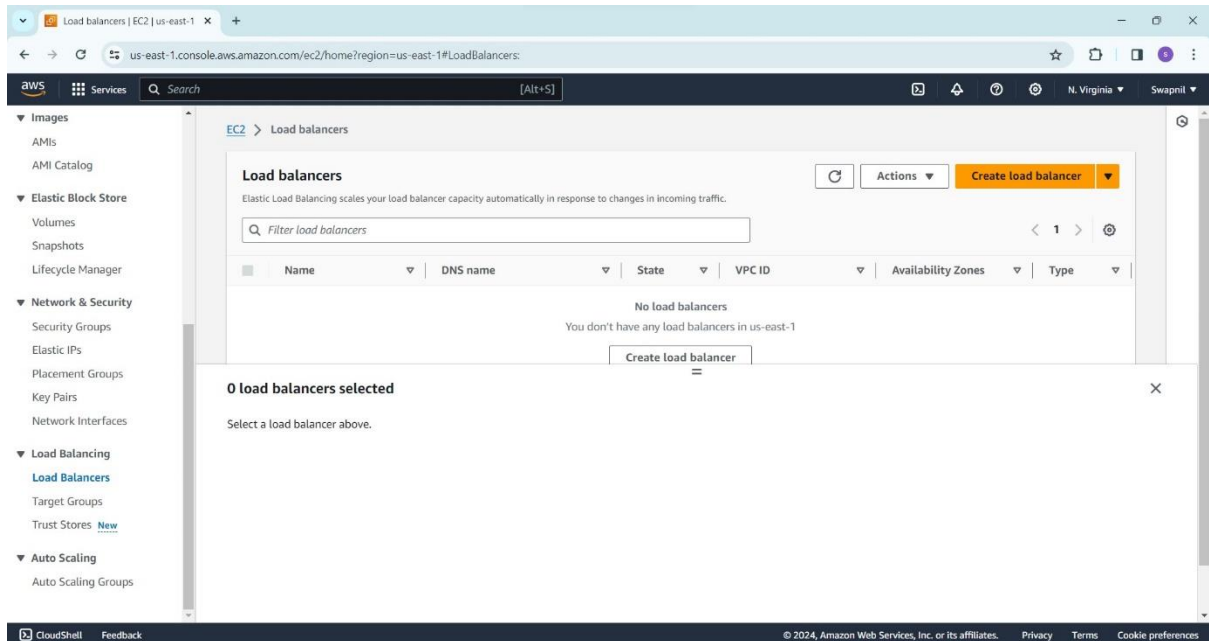 Load balancers | EC2 | us-east-1
us-east-1.console.aws.amazon.com/ec2/home?region=us-east-1#LoadBalancers:
aws Services Search [Alt+S] N. Virginia Swapnil
Images
AMIs
AMI Catalog
Elastic Block Store
Volumes
Snapshots
Lifecycle Manager
Network & Security
Security Groups
Elastic IPs
Placement Groups
Key Pairs
Network Interfaces
Load Balancing
Load Balancers
Target Groups
Trust Stores New
Auto Scaling
Auto Scaling Groups
EC2 > Load balancers
Load balancers
Actions Create load balancer
Elastic Load Balancing scales your load balancer capacity automatically in response to changes in incoming traffic.
Filter load balancers
< 1 >
Name DNS name State VPC ID Availability Zones Type
No load balancers
You don't have any load balancers in us-east-1
Create load balancer
0 load balancers selected
Select a load balancer above.
CloudShell Feedback © 2024, Amazon Web Services, Inc. or its affiliates. Privacy Terms Cookie preferences